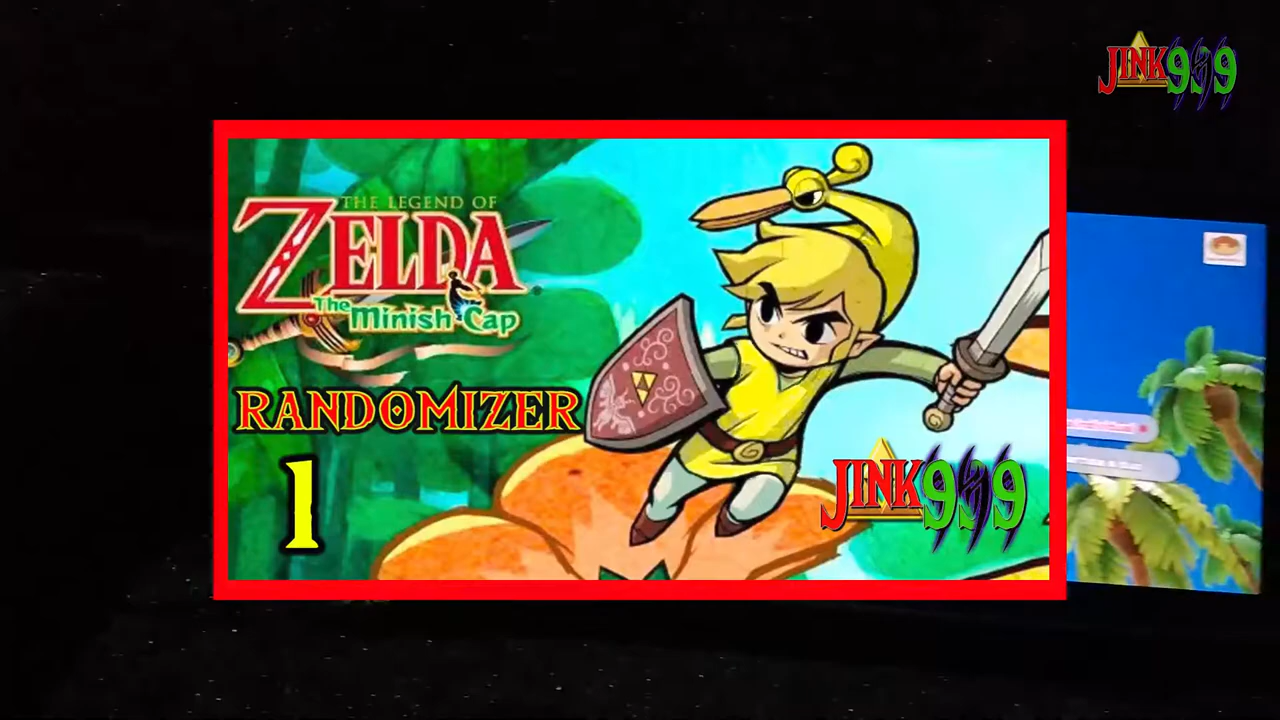 JINK999
THE LEGEND OF
ZELDA
The Minish Cap
RANDOMIZER
1
JINK999